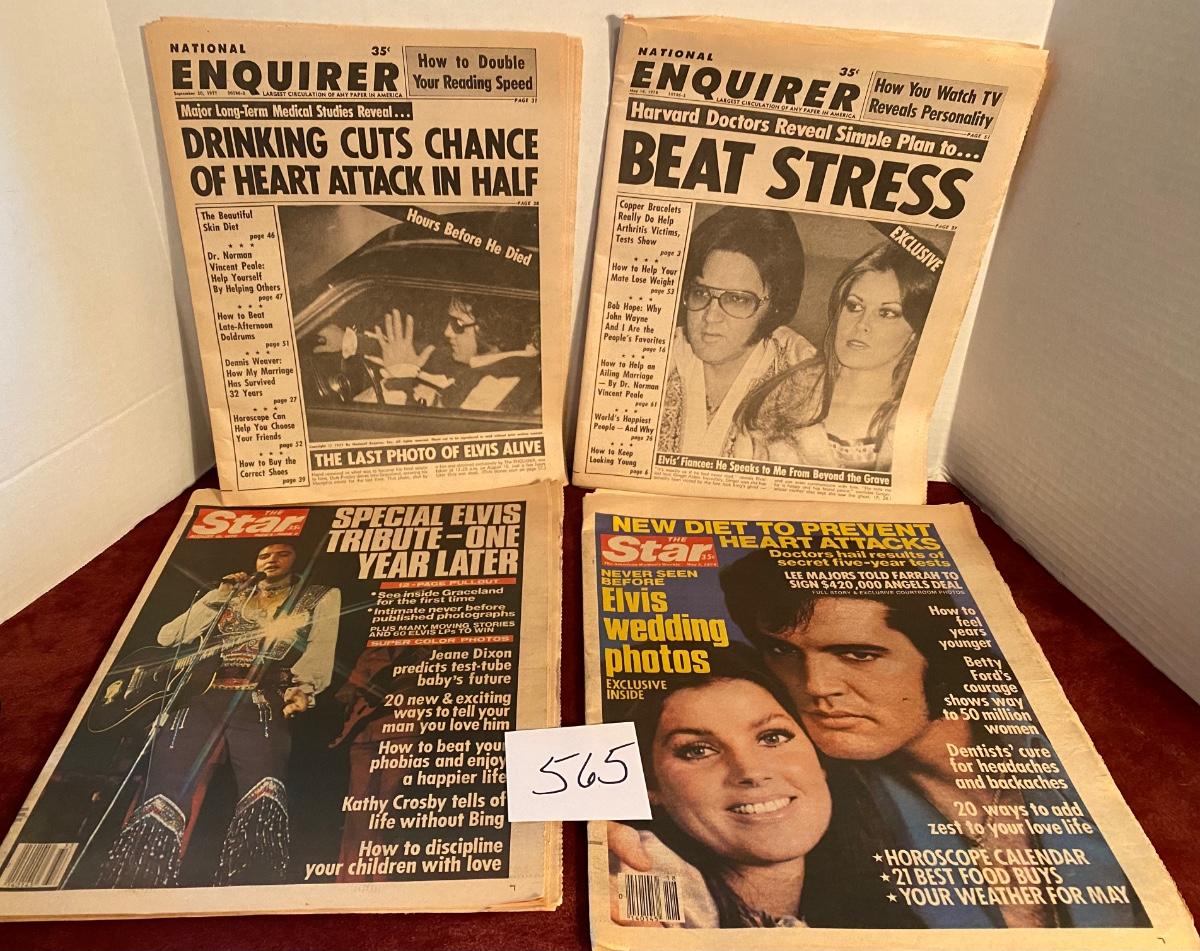 NATIONAL
ENQUIRER
35¢
LARGEST CIRCULATION OF ANY PAPER IN AMERICA
How to Double
Your Reading Speed
PAGE 31
Major Long-Term Medical Studies Reveal...
DRINKING CUTS CHANCE
OF HEART ATTACK IN HALF
The Beautiful
Skin Diet
page 46
★ ★ ★
Dr. Norman
Vincent Peale:
Help Yourself
By Helping Others
page 47
★ ★ ★
How to Beat
Late-Afternoon
Doldrums
page 51
★ ★ ★
Dennis Weaver:
How My Marriage
Has Survived
32 Years
page 27
★ ★ ★
Horoscope Can
Help You Choose
Your Friends
page 52
★ ★ ★
How to Buy the
Correct Shoes
page 39
Hours Before He Died
THE LAST PHOTO OF ELVIS ALIVE
NATIONAL
ENQUIRER
35¢
LARGEST CIRCULATION OF ANY PAPER IN AMERICA
How You Watch TV
Reveals Personality
PAGE 51
Harvard Doctors Reveal Simple Plan to...
BEAT STRESS
Copper Bracelets
Really Do Help
Arthritis Victims,
Tests Show
page 3
★ ★ ★
How to Help Your
Mate Lose Weight
page 53
★ ★ ★
Bob Hope: Why
John Wayne
And I Are the
People's Favorites
page 16
★ ★ ★
How to Help an
Ailing Marriage
— By Dr. Norman
Vincent Peale
page 61
★ ★ ★
World's Happiest
People — And Why
page 26
★ ★ ★
How to Keep
Looking Young
page 6
EXCLUSIVE
Elvis' Fiancee: He Speaks to Me From Beyond the Grave
THE
Star
35¢
SPECIAL ELVIS
TRIBUTE – ONE
YEAR LATER
12-PAGE PULLOUT
• See inside Graceland
for the first time
• Intimate never before
published photographs
PLUS MANY MOVING STORIES
AND 60 ELVIS LPs TO WIN
SUPER COLOR PHOTOS
Jeane Dixon
predicts test-tube
baby's future
20 new & exciting
ways to tell your
man you love him
How to beat your
phobias and enjoy
a happier life
Kathy Crosby tells of
life without Bing
How to discipline
your children with love
NEW DIET TO PREVENT
HEART ATTACKS
Doctors hail results of
secret five-year tests
THE
Star
35¢
The American Women's Weekly
LEE MAJORS TOLD FARRAH TO
SIGN $420,000 ANGELS DEAL
FULL STORY & EXCLUSIVE COURTROOM PHOTOS
NEVER SEEN
BEFORE
Elvis
wedding
photos
EXCLUSIVE
INSIDE
How to
feel
years
younger
Betty
Ford's
courage
shows way
to 50 million
women
Dentists' cure
for headaches
and backaches
20 ways to add
zest to your love life
★ HOROSCOPE CALENDAR
★ 21 BEST FOOD BUYS
★ YOUR WEATHER FOR MAY
565